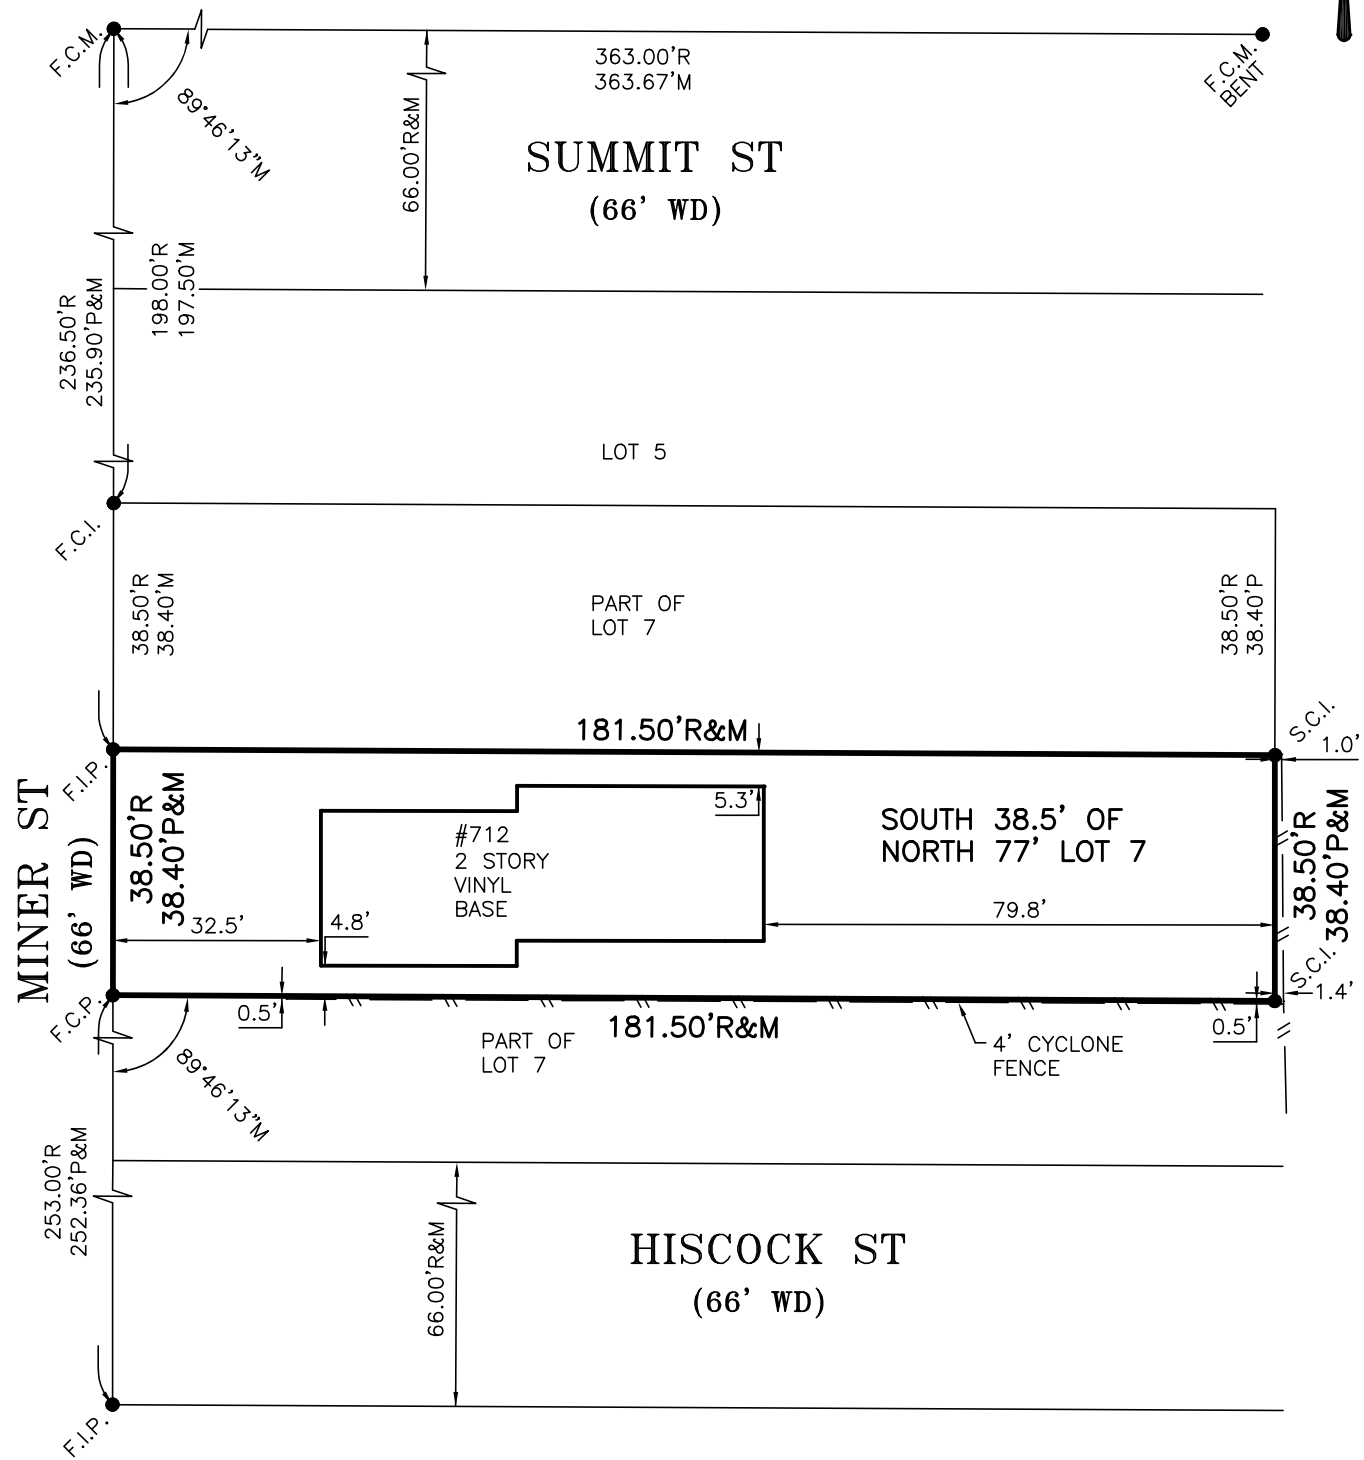 F.C.M.
363.00'R
363.67'M
F.C.M.
BENT
89°46'13"M
66.00'R&M
SUMMIT ST
(66' WD)
198.00'R
197.50'M
236.50'R
235.90'P&M
LOT 5
F.C.I.
38.50'R
38.40'M
PART OF
LOT 7
38.50'R
38.40'P
181.50'R&M
S.C.I.
1.0'
F.I.P.
MINER ST
(66' WD)
38.50'R
38.40'P&M
5.3'
#712
2 STORY
VINYL
BASE
SOUTH 38.5' OF
NORTH 77' LOT 7
38.50'R
38.40'P&M
32.5'
4.8'
79.8'
S.C.I.
1.4'
F.C.P.
0.5'
181.50'R&M
0.5'
PART OF
LOT 7
4' CYCLONE
FENCE
89°46'13"M
253.00'R
252.36'P&M
66.00'R&M
HISCOCK ST
(66' WD)
F.I.P.